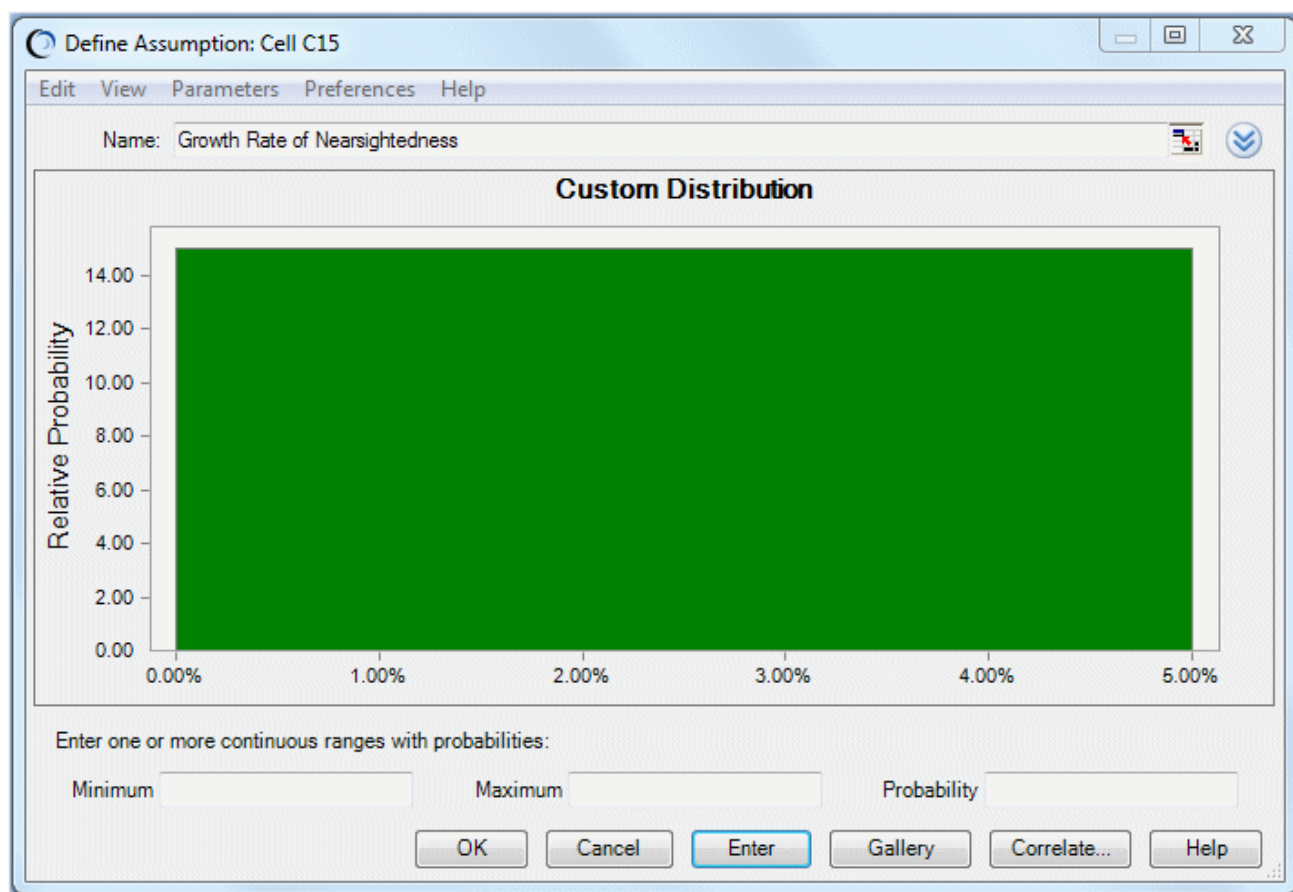 Define Assumption: Cell C15
Edit View Parameters Preferences Help
Name: Growth Rate of Nearsightedness
Custom Distribution
Relative Probability
14.00
12.00
10.00
8.00
6.00
4.00
2.00
0.00
0.00% 1.00% 2.00% 3.00% 4.00% 5.00%
Enter one or more continuous ranges with probabilities:
Minimum Maximum Probability
OK Cancel Enter Gallery Correlate... Help